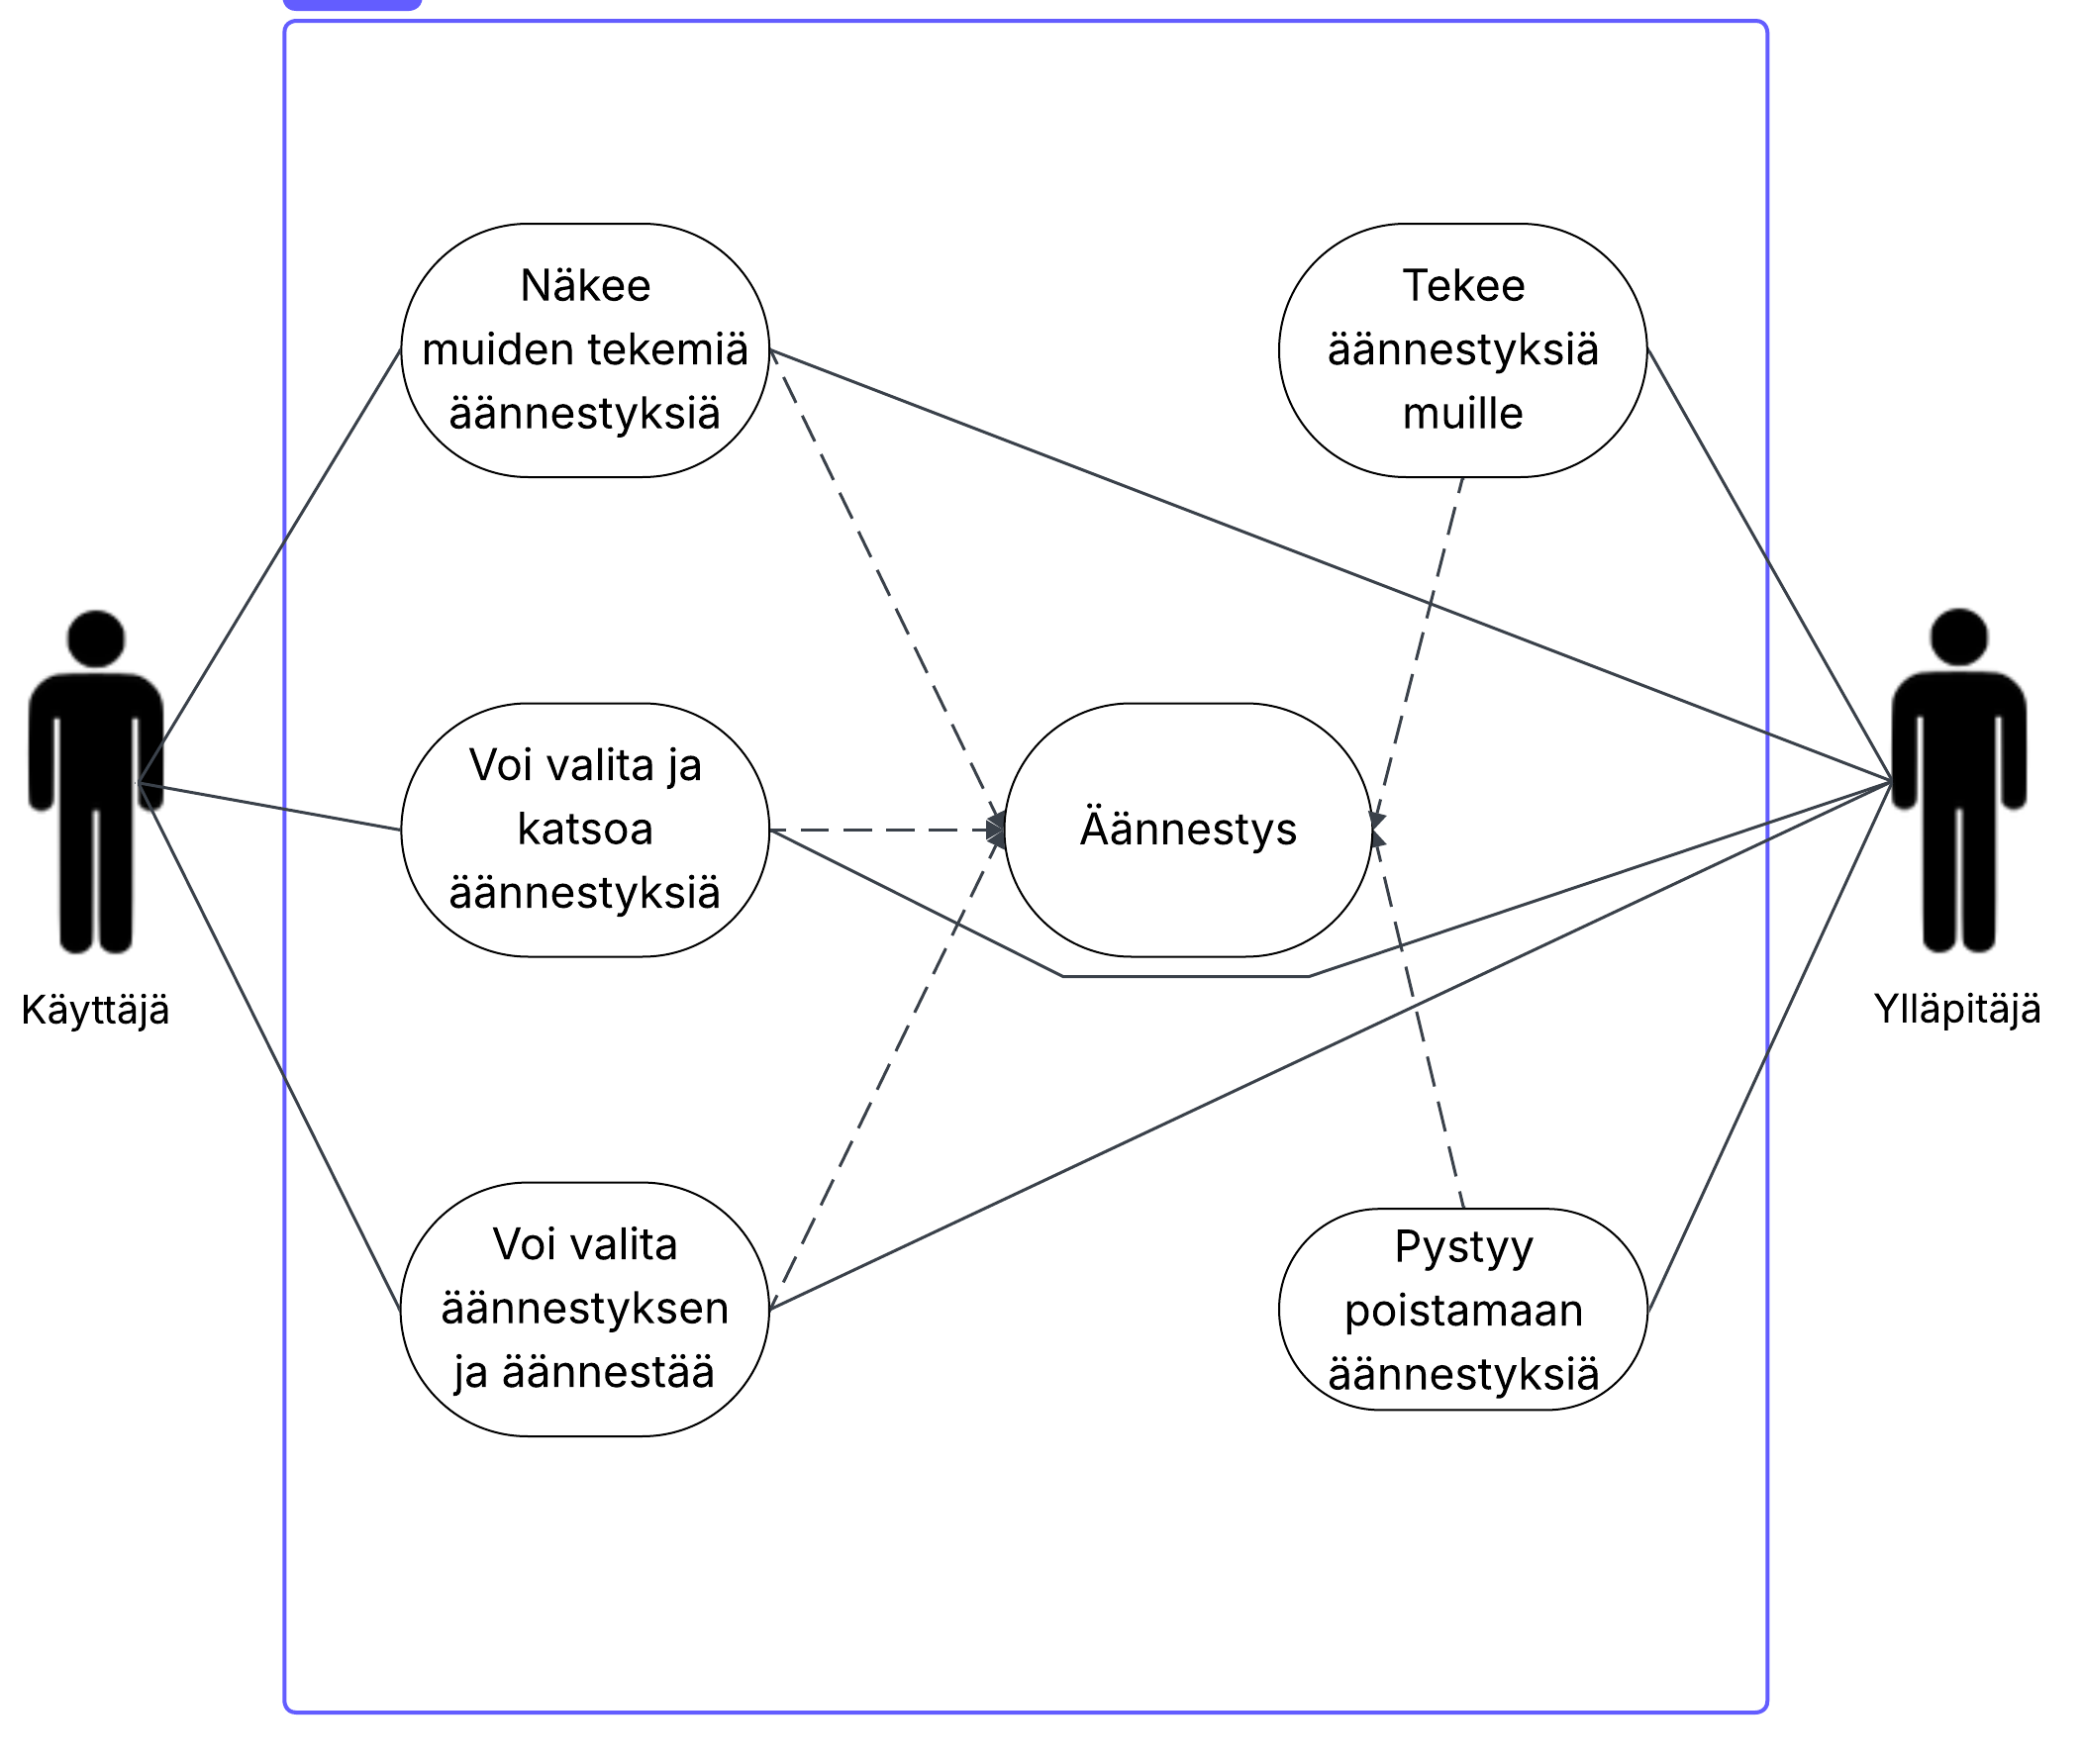 Näkee
muiden tekemiä
äännestyksiä
Tekee
äännestyksiä
muille
Voi valita ja
katsoa
äännestyksiä
Äännestys
Käyttäjä
Ylläpitäjä
Voi valita
äännestyksen
ja äännestää
Pystyy
poistamaan
äännestyksiä